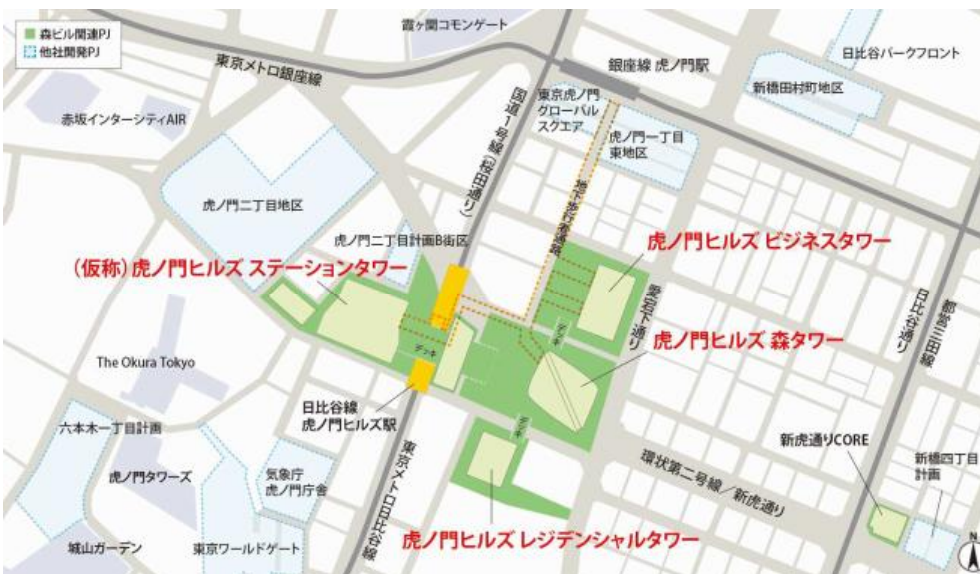 霞ヶ関コモンゲート
森ビル関連PJ
他社開発PJ
東京メトロ銀座線
銀座線 虎ノ門駅
日比谷パークフロント
新橋田村町地区
赤坂インターシティAIR
国道1号線(桜田通り)
東京虎ノ門
グローバル
スクエア
虎ノ門一丁目
東地区
地下歩行者通路
虎ノ門二丁目地区
虎ノ門二丁目計画B街区
虎ノ門ヒルズ ビジネスタワー
(仮称)虎ノ門ヒルズ ステーションタワー
愛宕下通り
日比谷通り
都営三田線
デッキ
虎ノ門ヒルズ 森タワー
デッキ
The Okura Tokyo
日比谷線
虎ノ門ヒルズ駅
デッキ
六本木一丁目計画
新虎通りCORE
新橋四丁目
計画
環状第二号線/新虎通り
虎ノ門タワーズ
気象庁
虎ノ門庁舎
東京メトロ日比谷線
虎ノ門ヒルズ レジデンシャルタワー
城山ガーデン
東京ワールドゲート
N